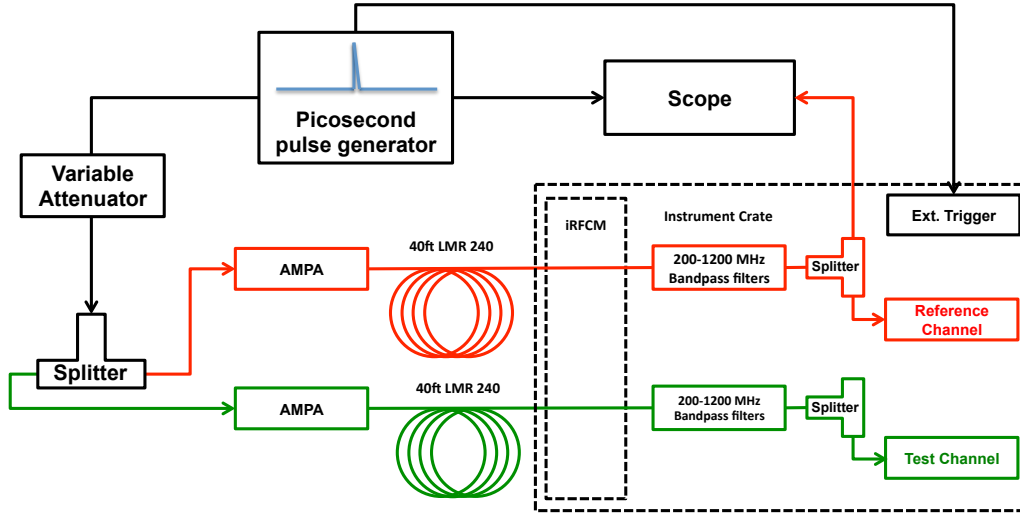 Picosecond
pulse generator
Scope
Variable
Attenuator
Ext. Trigger
iRFCM
Instrument Crate
40ft LMR 240
AMPA
200-1200 MHz
Bandpass filters
Splitter
Reference
Channel
Splitter
40ft LMR 240
AMPA
200-1200 MHz
Bandpass filters
Splitter
Test Channel